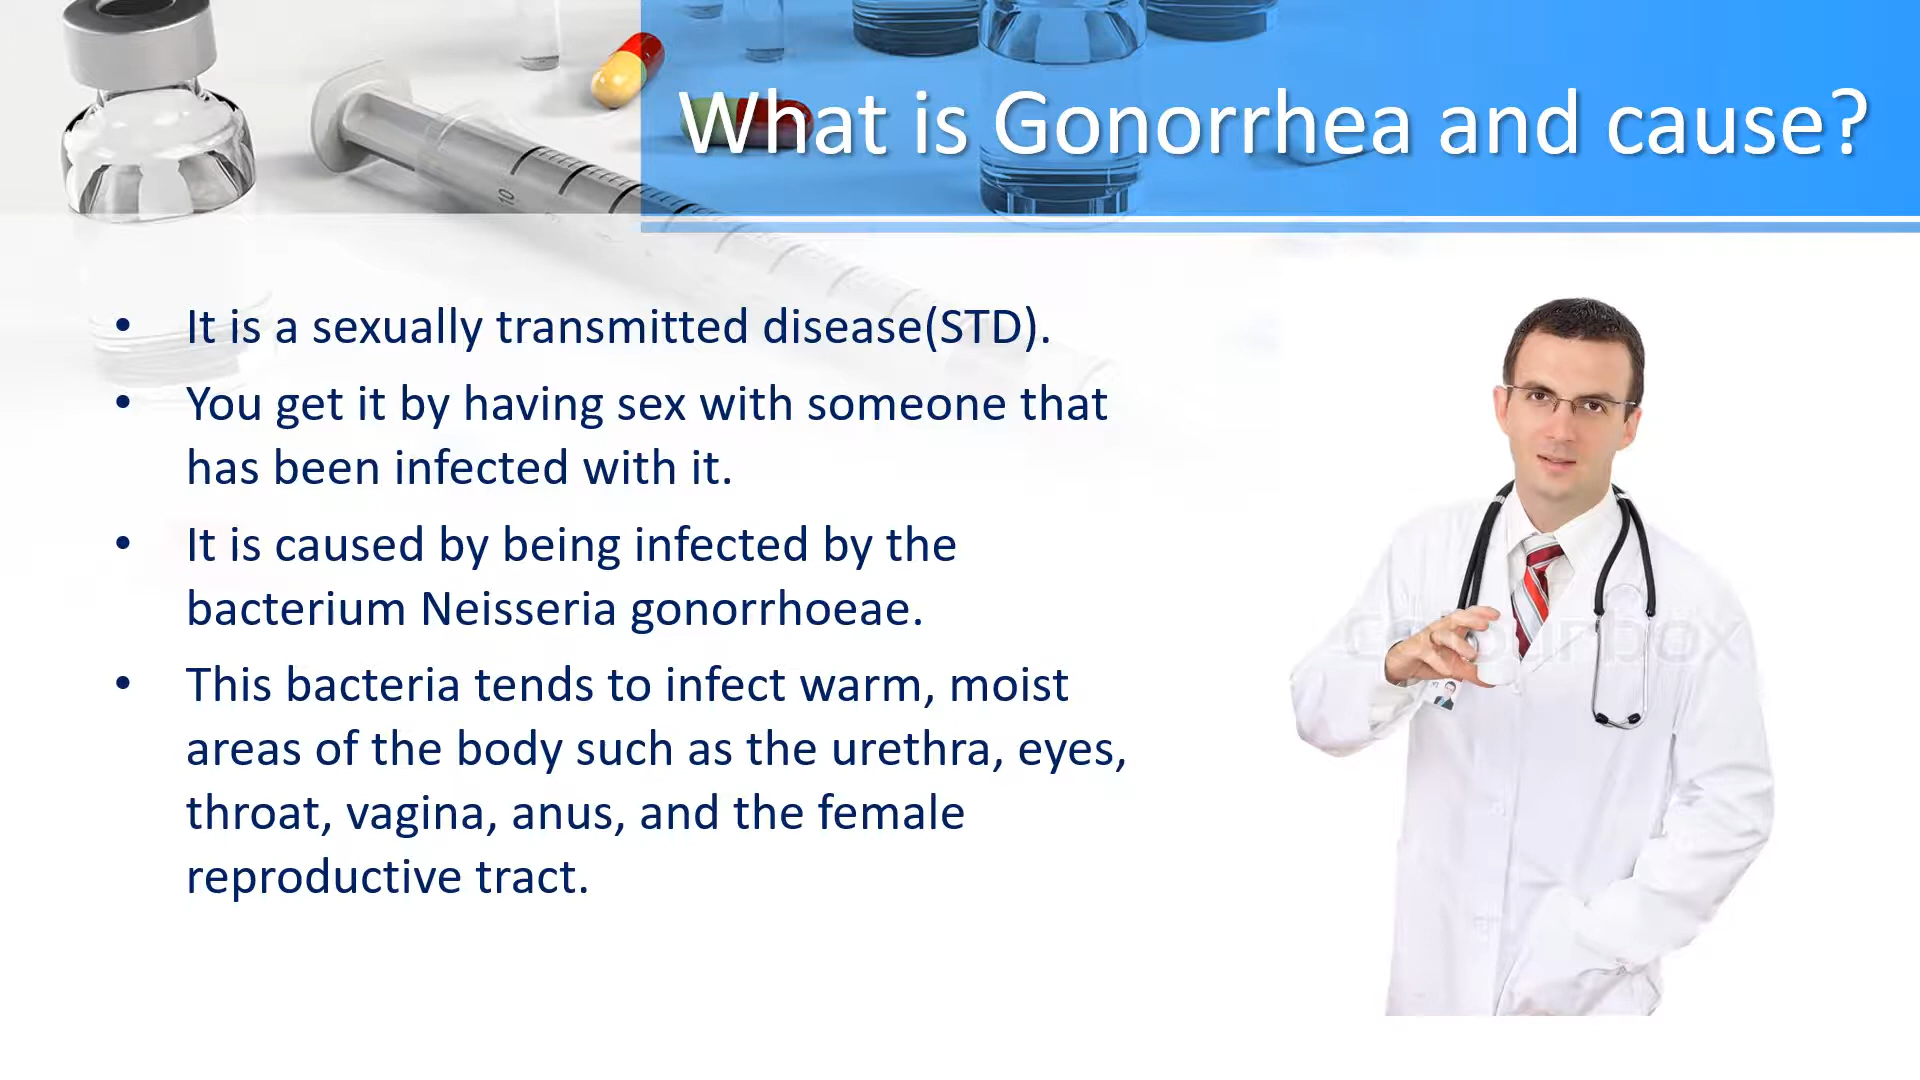 What is Gonorrhea and cause?
• It is a sexually transmitted disease(STD).
• You get it by having sex with someone that
has been infected with it.
• It is caused by being infected by the
bacterium Neisseria gonorrhoeae.
• This bacteria tends to infect warm, moist
areas of the body such as the urethra, eyes,
throat, vagina, anus, and the female
reproductive tract.
10
colourbox